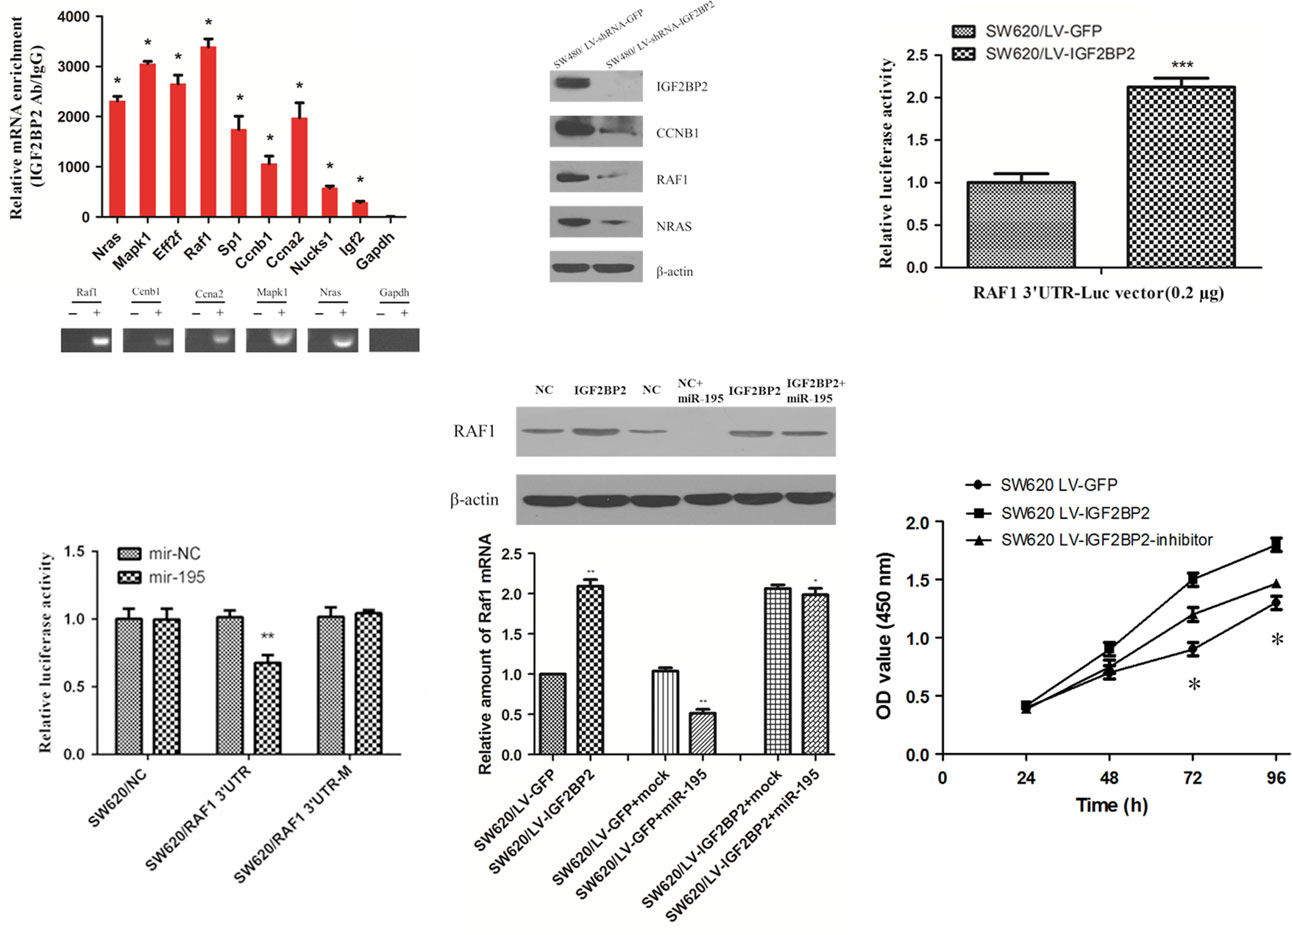 Relative mRNA enrichment
(IGF2BP2 Ab/IgG)
4000
3000
2000
1000
0
*
*
*
*
*
*
*
*
*
Nras
Mapk1
Eff2f
Raf1
Sp1
Ccnb1
Ccna2
Nucks1
Igf2
Gapdh
Raf1 Ccnb1 Ccna2 Mapk1 Nras Gapdh
− + − + − + − + − + − +
SW480/ LV-shRNA-GFP
SW480/ LV-shRNA-IGF2BP2
IGF2BP2
CCNB1
RAF1
NRAS
β-actin
SW620/LV-GFP
SW620/LV-IGF2BP2
Relative luciferase activity
2.5
2.0
1.5
1.0
0.5
0.0
***
RAF1 3'UTR-Luc vector(0.2 μg)
mir-NC
mir-195
Relative luciferase activity
1.5
1.0
0.5
0.0
**
SW620/NC
SW620/RAF1 3'UTR
SW620/RAF1 3'UTR-M
NC IGF2BP2 NC NC+ miR-195 IGF2BP2 IGF2BP2+ miR-195
RAF1
β-actin
Relative amount of Raf1 mRNA
2.5
2.0
1.5
1.0
0.5
0.0
**
**
*
SW620/LV-GFP
SW620/LV-IGF2BP2
SW620/LV-GFP+mock
SW620/LV-GFP+miR-195
SW620/LV-IGF2BP2+mock
SW620/LV-IGF2BP2+miR-195
SW620 LV-GFP
SW620 LV-IGF2BP2
SW620 LV-IGF2BP2-inhibitor
OD value (450 nm)
2.0
1.5
1.0
0.5
0.0
*
*
0 24 48 72 96
Time (h)